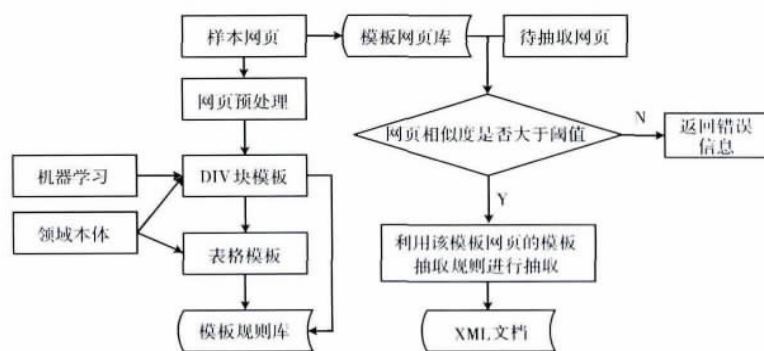 样本网页
模板网页库
待抽取网页
网页预处理
网页相似度是否大于阈值
N
返回错误
信息
机器学习
DIV块模板
Y
领域本体
表格模板
利用该模板网页的模板
抽取规则进行抽取
模板规则库
XML文档